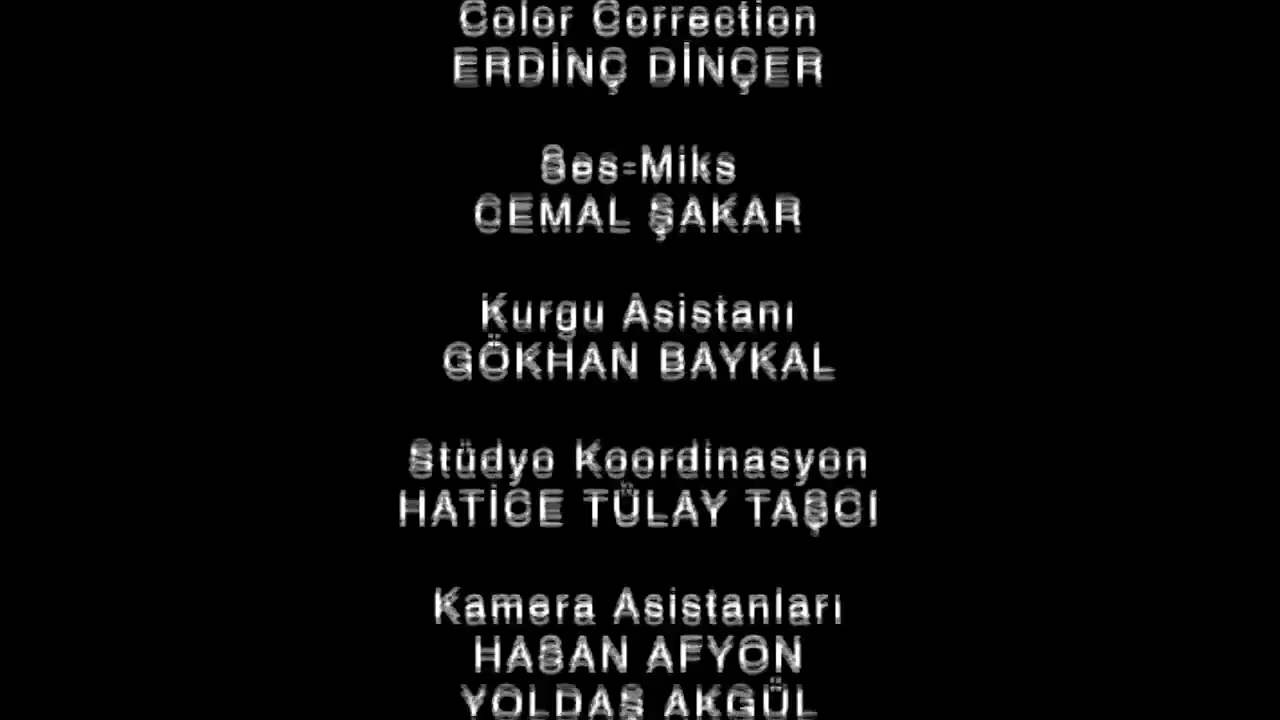 Color Correction
ERDİNÇ DİNÇER
Ses-Miks
CEMAL ŞAKAR
Kurgu Asistanı
GÖKHAN BAYKAL
Stüdyo Koordinasyon
HATİCE TÜLAY TAŞCI
Kamera Asistanları
HASAN AFYON
YOLDAŞ AKGÜL